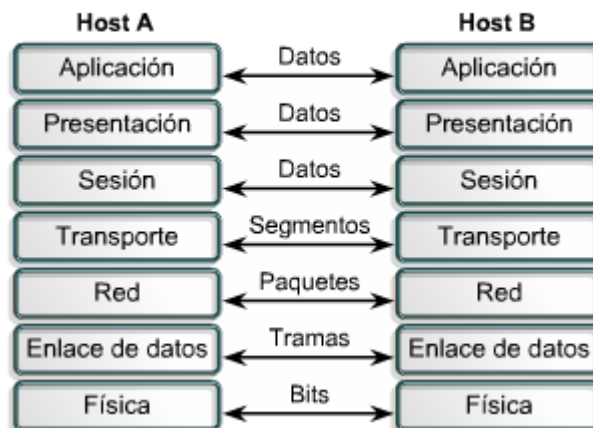 Host A Host B
Aplicación Datos Aplicación
Presentación Datos Presentación
Sesión Datos Sesión
Transporte Segmentos Transporte
Red Paquetes Red
Enlace de datos Tramas Enlace de datos
Física Bits Física